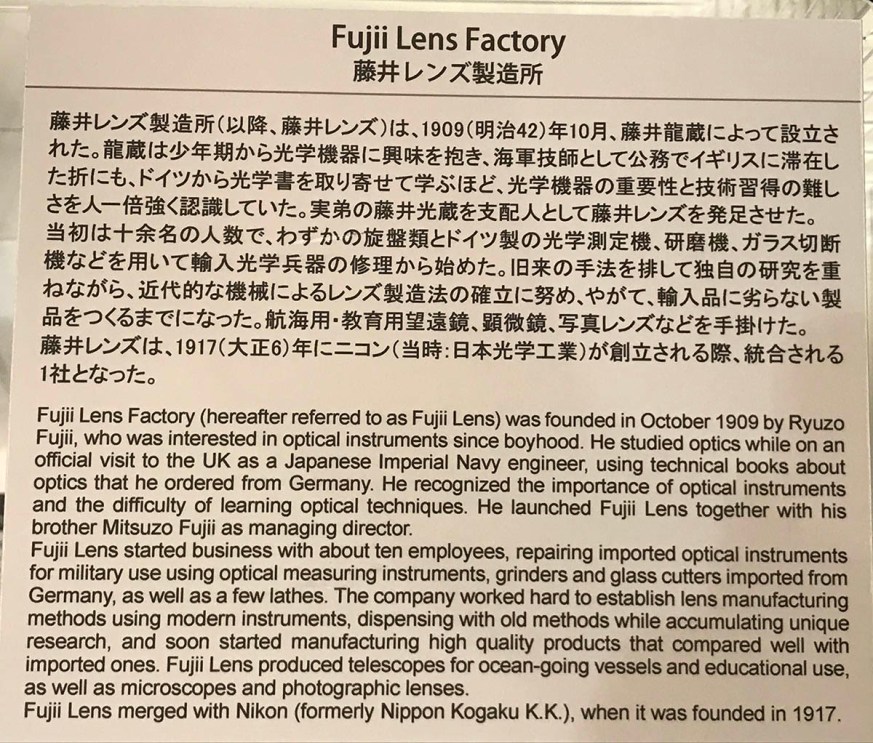 Fujii Lens Factory
藤井レンズ製造所
藤井レンズ製造所（以降、藤井レンズ）は、1909（明治42）年10月、藤井龍蔵によって設立さ
れた。龍蔵は少年期から光学機器に興味を抱き、海軍技師として公務でイギリスに滞在し
た折にも、ドイツから光学書を取り寄せて学ぶほど、光学機器の重要性と技術習得の難し
さを人一倍強く認識していた。実弟の藤井光蔵を支配人として藤井レンズを発足させた。
当初は十余名の人数で、わずかの旋盤類とドイツ製の光学測定機、研磨機、ガラス切断
機などを用いて輸入光学兵器の修理から始めた。旧来の手法を排して独自の研究を重
ねながら、近代的な機械によるレンズ製造法の確立に努め、やがて、輸入品に劣らない製
品をつくるまでになった。航海用・教育用望遠鏡、顕微鏡、写真レンズなどを手掛けた。
藤井レンズは、1917（大正6）年にニコン（当時：日本光学工業）が創立される際、統合される
1社となった。
Fujii Lens Factory (hereafter referred to as Fujii Lens) was founded in October 1909 by Ryuzo
Fujii, who was interested in optical instruments since boyhood. He studied optics while on an
official visit to the UK as a Japanese Imperial Navy engineer, using technical books about
optics that he ordered from Germany. He recognized the importance of optical instruments
and the difficulty of learning optical techniques. He launched Fujii Lens together with his
brother Mitsuzo Fujii as managing director.
Fujii Lens started business with about ten employees, repairing imported optical instruments
for military use using optical measuring instruments, grinders and glass cutters imported from
Germany, as well as a few lathes. The company worked hard to establish lens manufacturing
methods using modern instruments, dispensing with old methods while accumulating unique
research, and soon started manufacturing high quality products that compared well with
imported ones. Fujii Lens produced telescopes for ocean-going vessels and educational use,
as well as microscopes and photographic lenses.
Fujii Lens merged with Nikon (formerly Nippon Kogaku K.K.), when it was founded in 1917.